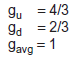 gu = 4/3
gd = 2/3
gavg = 1